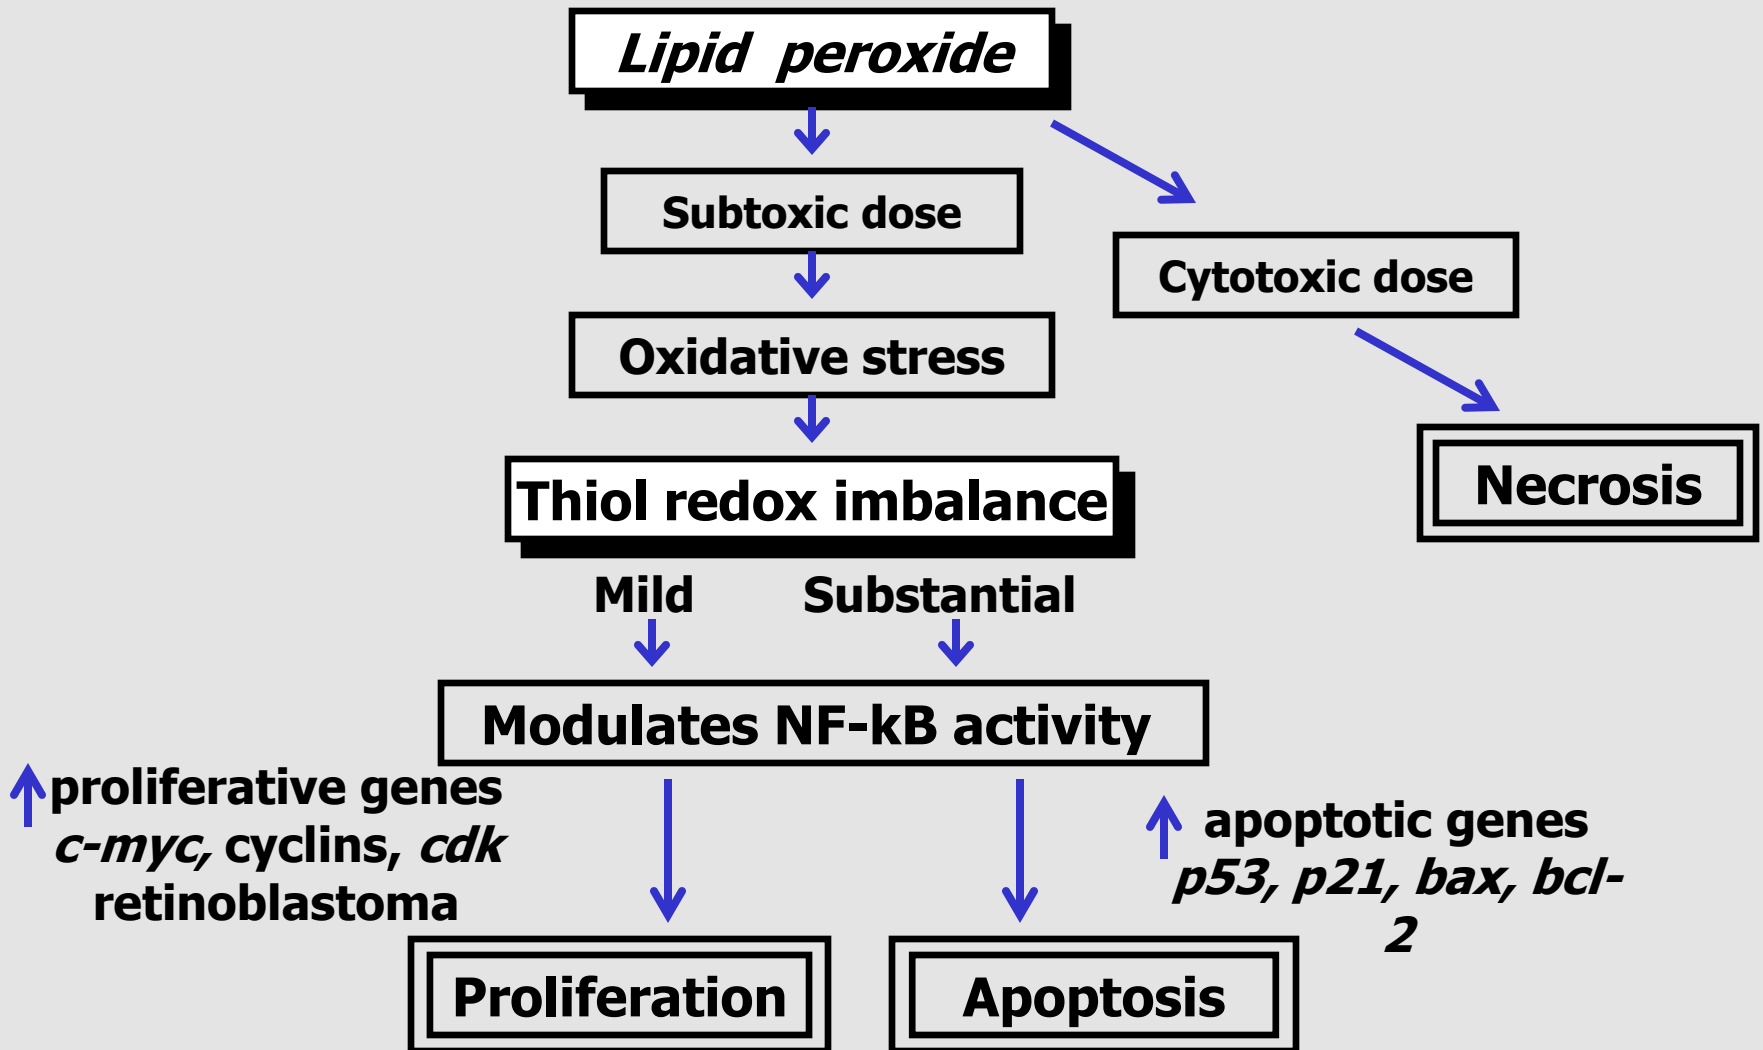 Lipid peroxide
Subtoxic dose
Cytotoxic dose
Oxidative stress
Necrosis
Thiol redox imbalance
Mild
Substantial
Modulates NF-kB activity
proliferative genes
c-myc, cyclins, cdk
retinoblastoma
apoptotic genes
p53, p21, bax, bcl-
2
Proliferation
Apoptosis